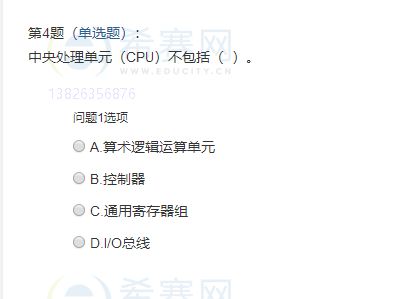 第4题（单选题）：
希赛网
中央处理单元（CPU）不包括（ ）。
WWW.EDUCITY.CN
13826356876
问题1选项
A.算术逻辑运算单元
B.控制器
C.通用寄存器组
D.I/O总线
希赛网